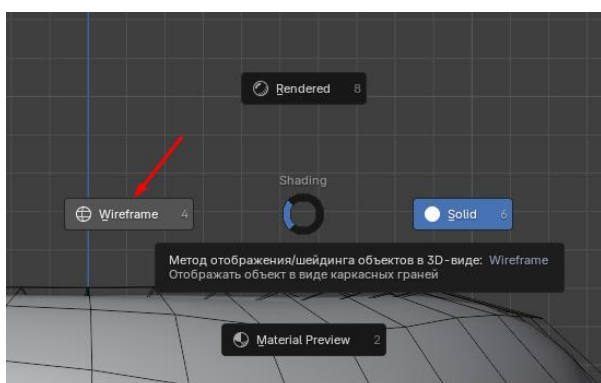 Rendered 8
Shading
Wireframe 4
Solid 6
Метод отображения/шейдинга объектов в 3D-виде: Wireframe
Отображать объект в виде каркасных граней
Material Preview 2